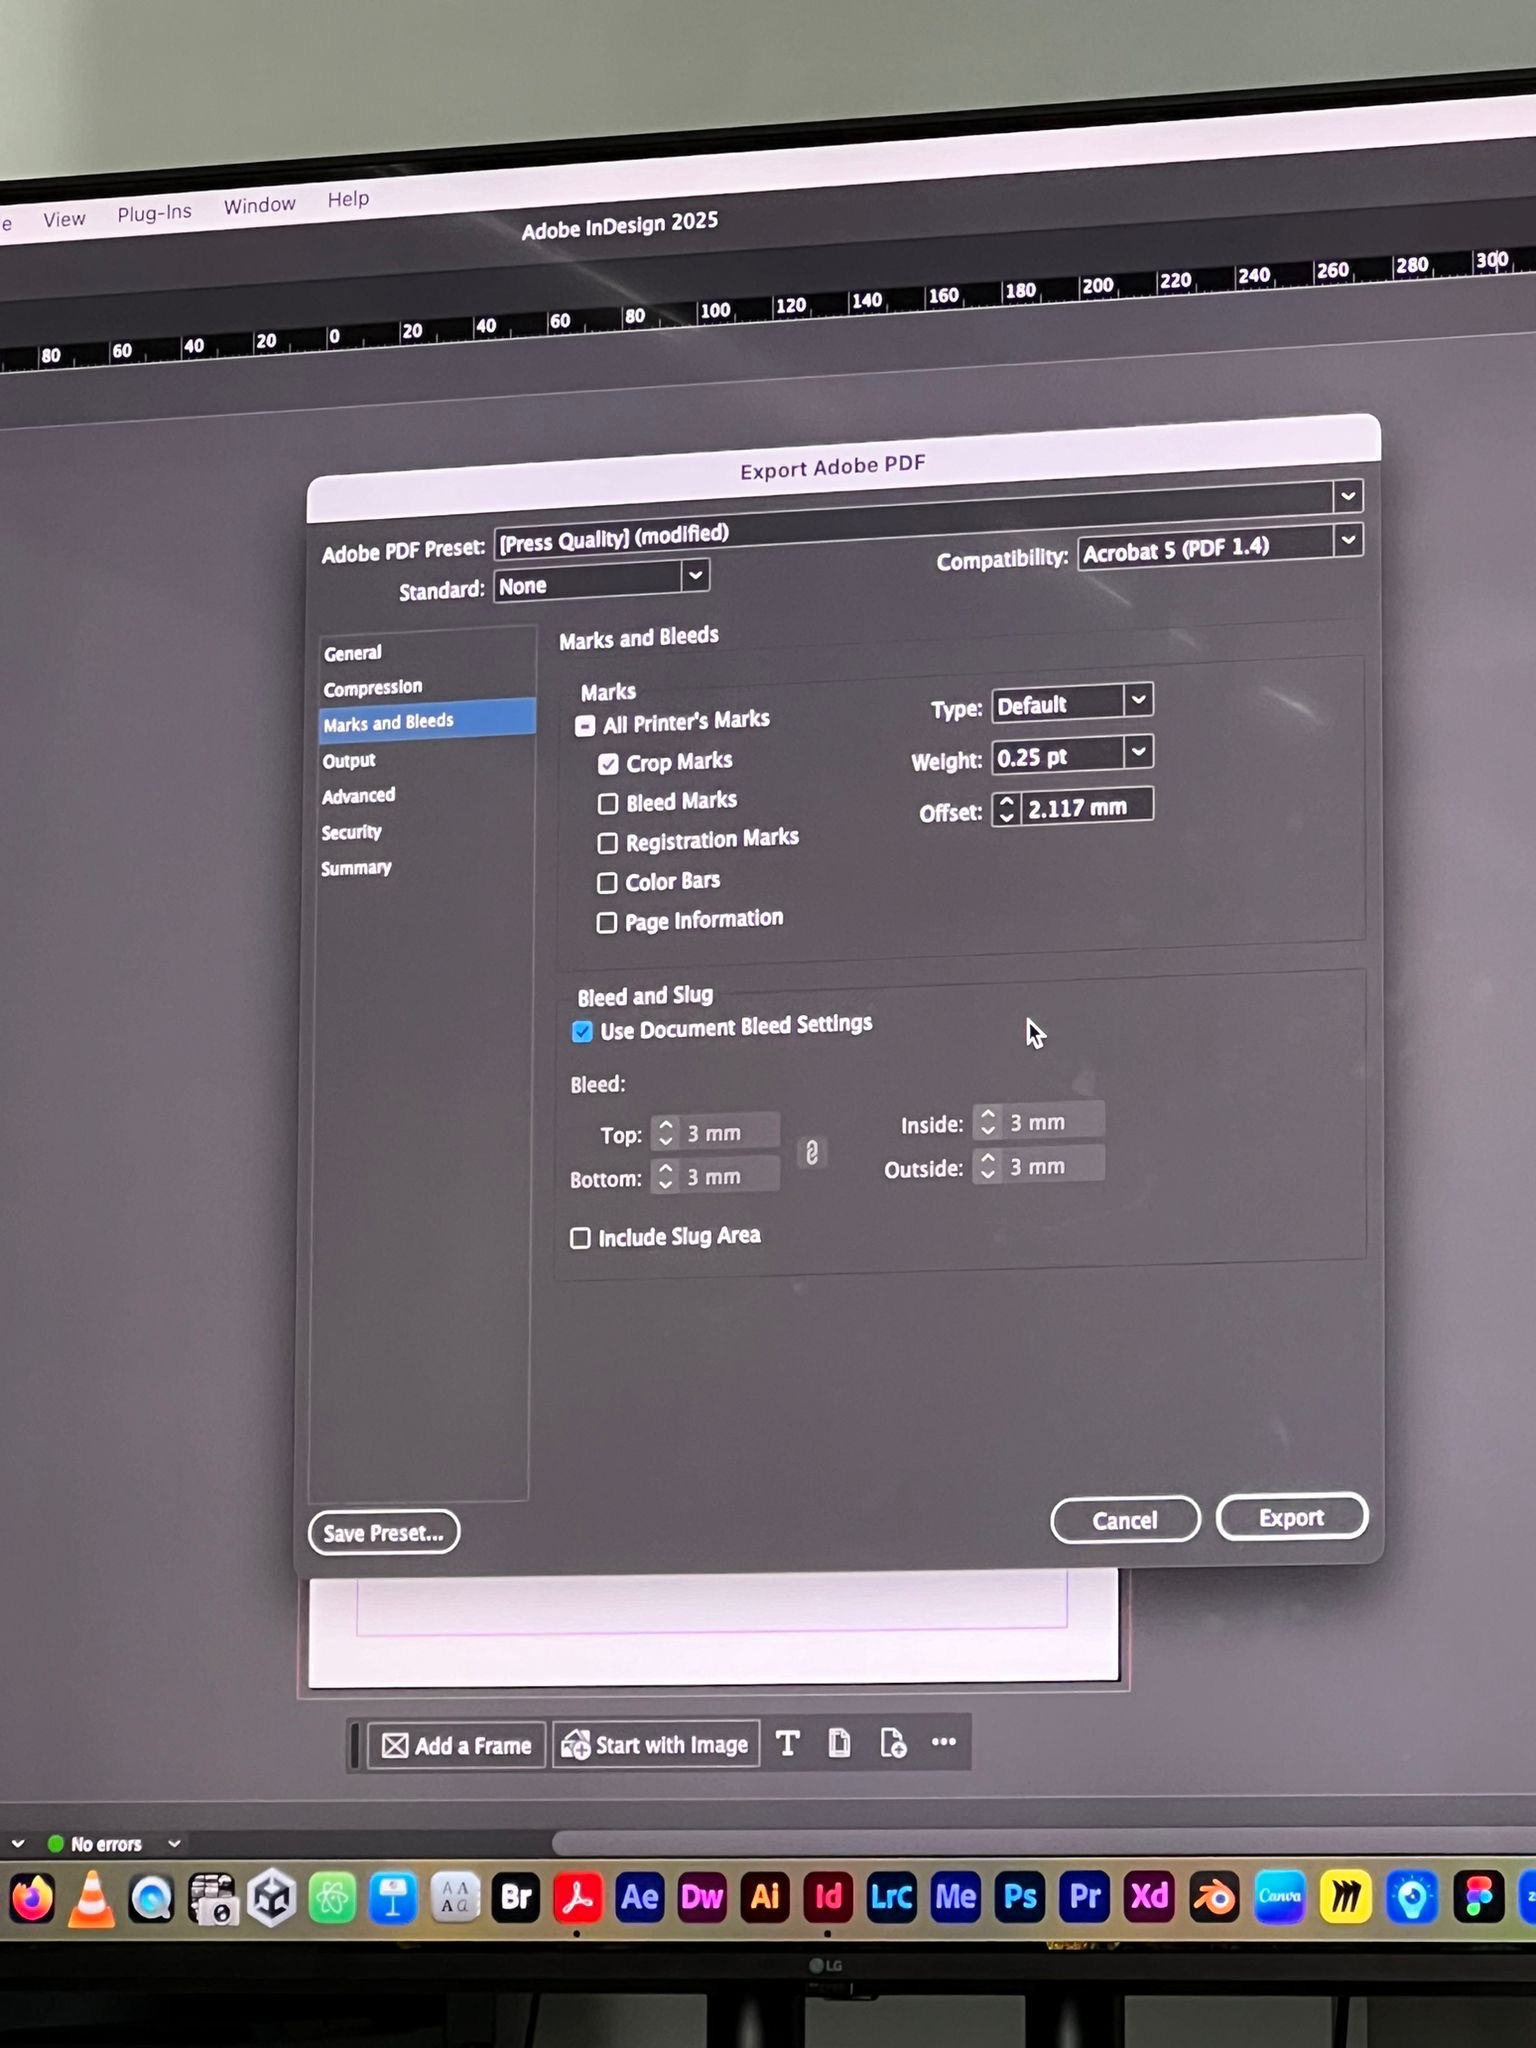 e View Plug-Ins Window Help
Adobe InDesign 2025
80 60 40 20 0 20 40 60 80 100 120 140 160 180 200 220 240 260 280 300
Export Adobe PDF
Adobe PDF Preset: [Press Quality] (modified)
Standard: None
Compatibility: Acrobat 5 (PDF 1.4)
General
Compression
Marks and Bleeds
Output
Advanced
Security
Summary
Marks and Bleeds
Marks
All Printer's Marks
Crop Marks
Bleed Marks
Registration Marks
Color Bars
Page Information
Type: Default
Weight: 0.25 pt
Offset: 2.117 mm
Bleed and Slug
Use Document Bleed Settings
Bleed:
Top: 3 mm
Bottom: 3 mm
Inside: 3 mm
Outside: 3 mm
Include Slug Area
Save Preset...
Cancel
Export
Add a Frame
Start with Image
T
No errors
AA
Aa
Br Ae Dw Ai Id LrC Me Ps Pr Xd Canva
LG